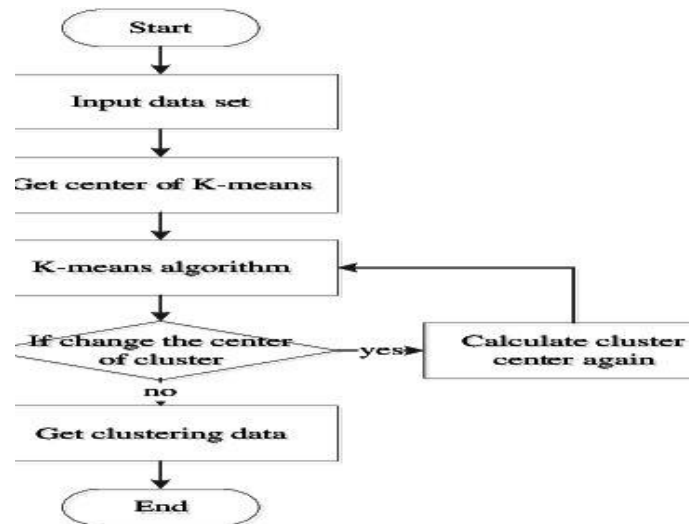 Start
Input data set
Get center of K-means
K-means algorithm
If change the center
of cluster
yes
Calculate cluster
center again
no
Get clustering data
End